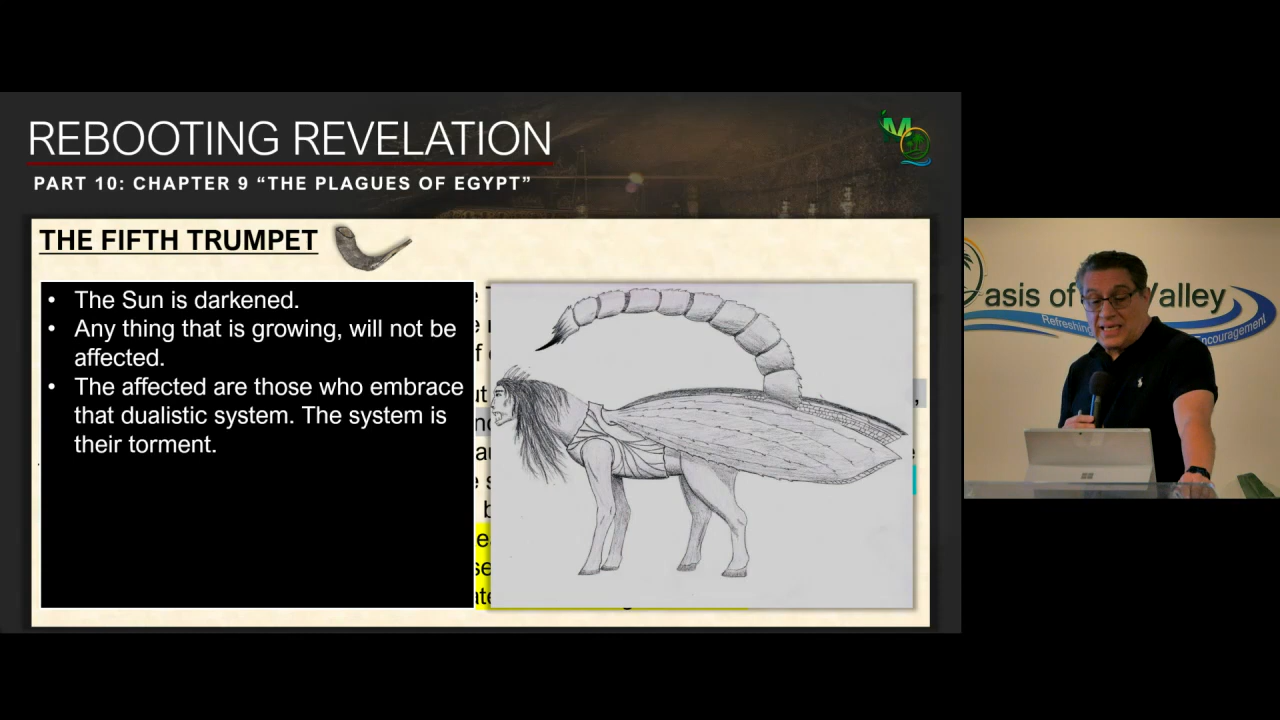 REBOOTING REVELATION
PART 10: CHAPTER 9 “THE PLAGUES OF EGYPT”
THE FIFTH TRUMPET
• The Sun is darkened.
• Any thing that is growing, will not be
affected.
• The affected are those who embrace
that dualistic system. The system is
their torment.
asis of Valley
Refreshing
Encouragement